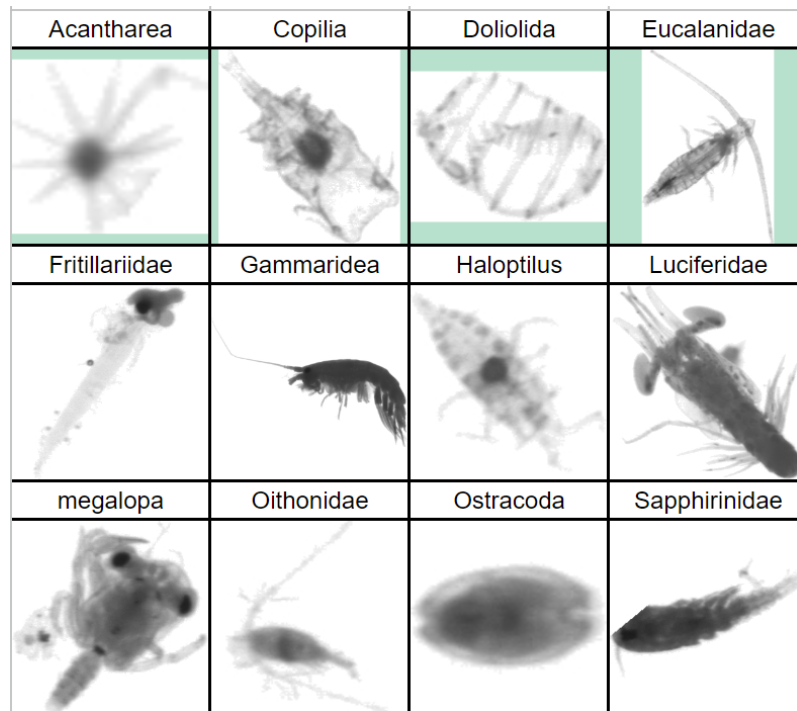 Acantharea
Copilia
Doliolida
Eucalanidae
Fritillariidae
Gammaridea
Haloptilus
Luciferidae
megalopa
Oithonidae
Ostracoda
Sapphirinidae